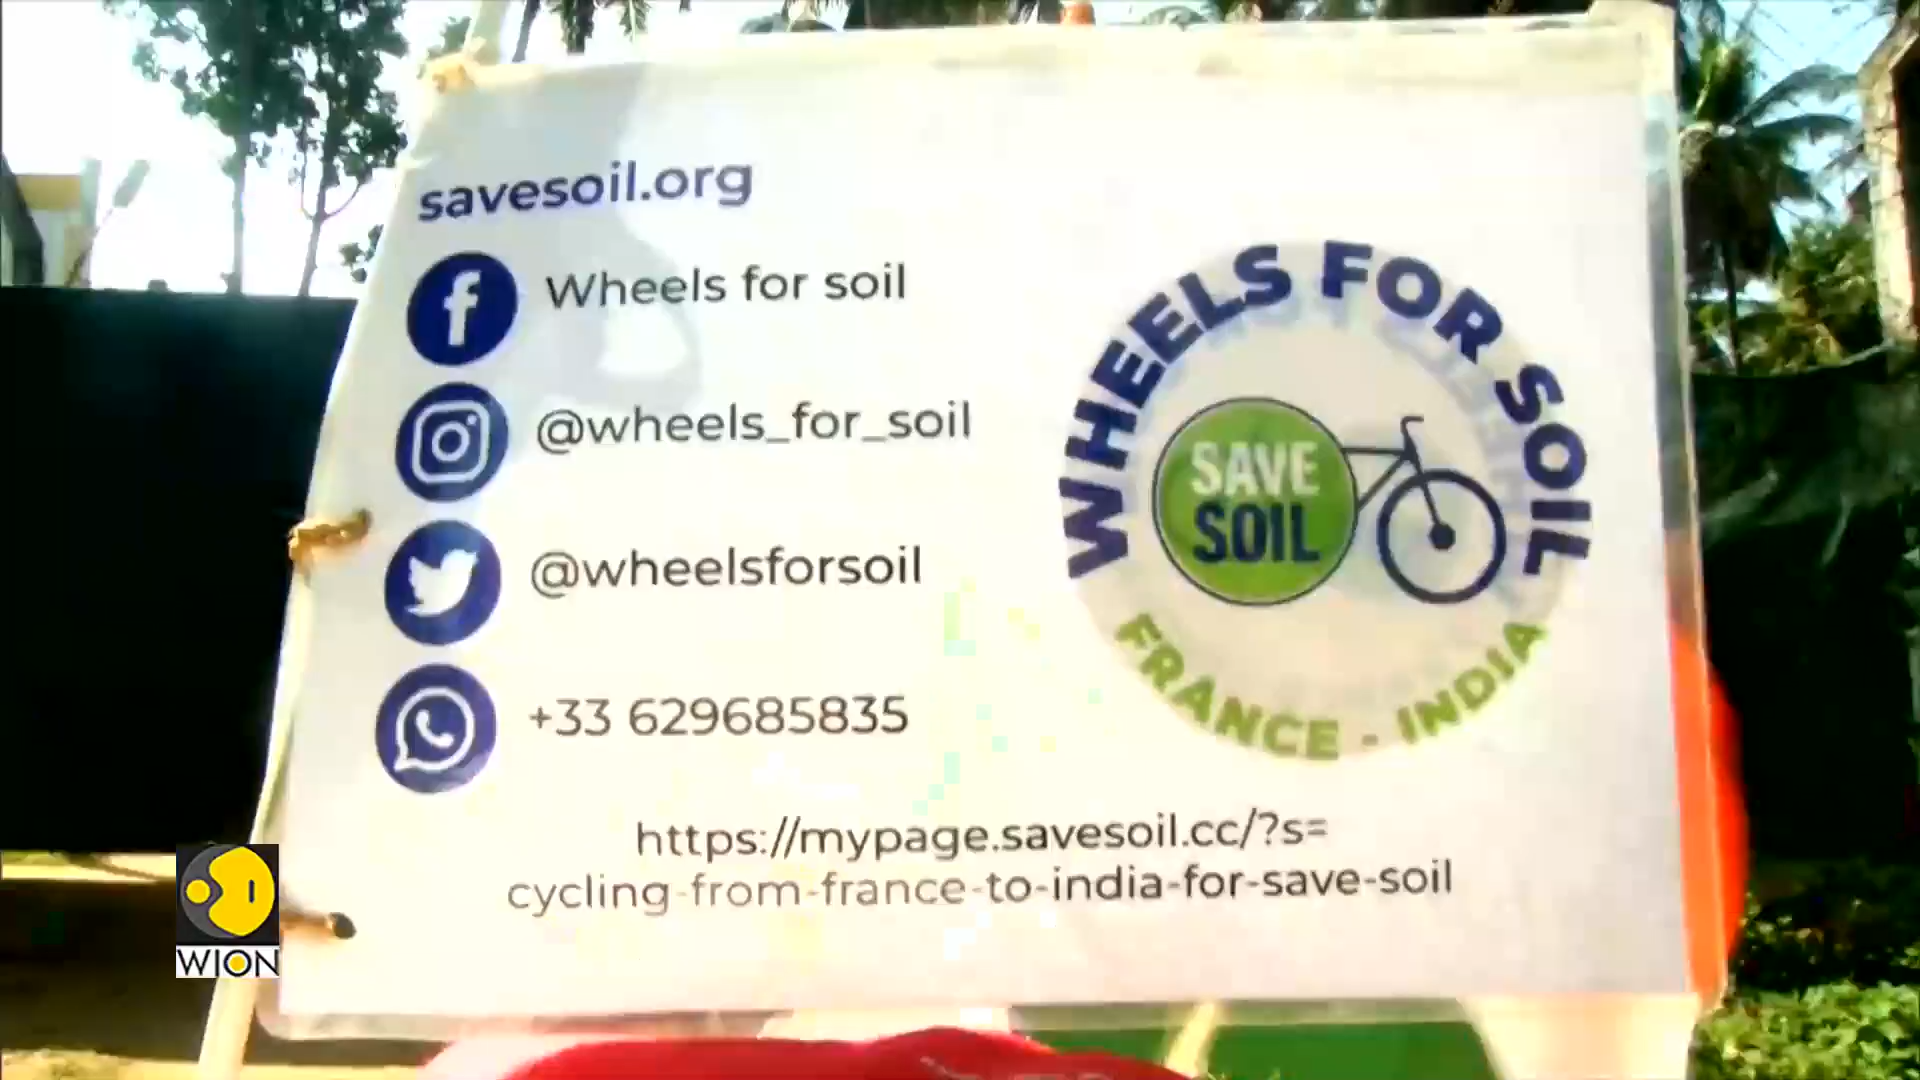 savesoil.org
Wheels for soil
@wheels_for_soil
@wheelsforsoil
+33 629685835
WHEELS FOR SOIL
SAVE
SOIL
FRANCE - INDIA
https://mypage.savesoil.cc/?s=
cycling-from-france-to-india-for-save-soil
WION